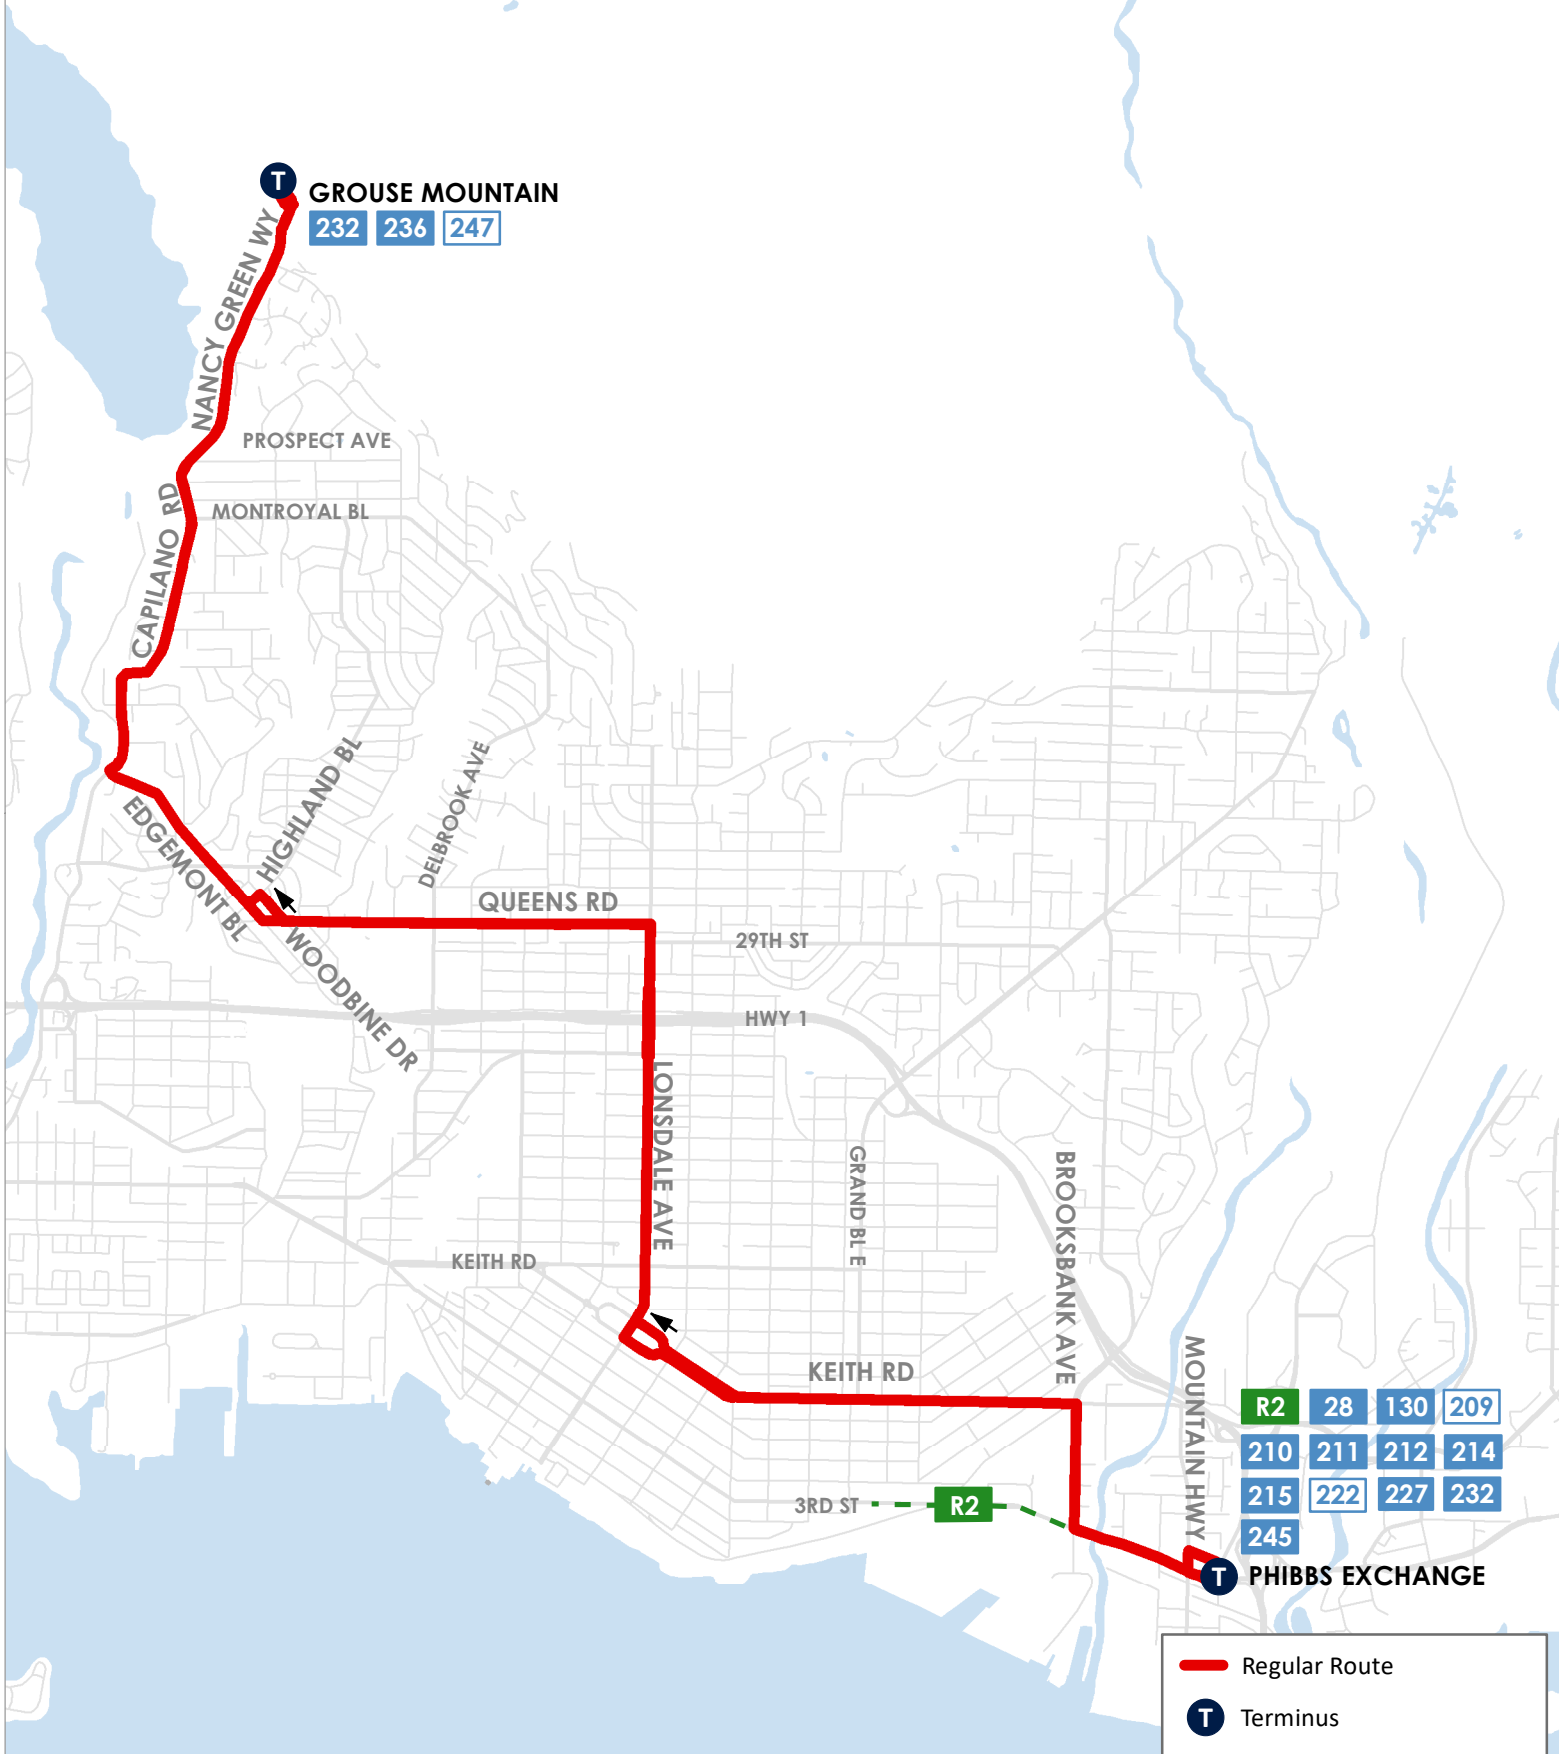 T
GROUSE MOUNTAIN
232 236 247
NANCY GREEN WY
PROSPECT AVE
CAPILANO RD
MONTROYAL BL
HIGHLAND BL
DELBROOK AVE
EDGEMONT BL
QUEENS RD
WOODBINE DR
29TH ST
HWY 1
LONSDALE AVE
GRAND BL E
BROOKSBANK AVE
KEITH RD
KEITH RD
MOUNTAIN HWY
3RD ST
R2
R2 28 130 209
210 211 212 214
215 222 227 232
245
T
PHIBBS EXCHANGE
Regular Route
T Terminus